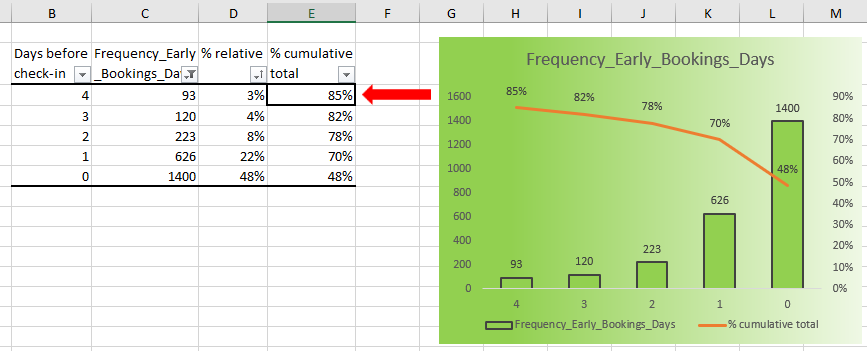 B C D E F G H I J K L M
Days before Frequency_Early % relative % cumulative
check-in _Bookings_Da total
4 93 3% 85%
3 120 4% 82%
2 223 8% 78%
1 626 22% 70%
0 1400 48% 48%
Frequency_Early_Bookings_Days
1600 90%
1400 80%
1200 70%
1000 60%
800 50%
600 40%
400 30%
200 20%
0 10%
0%
85% 82% 78% 70% 48%
93 120 223 626 1400
4 3 2 1 0
Frequency_Early_Bookings_Days % cumulative total